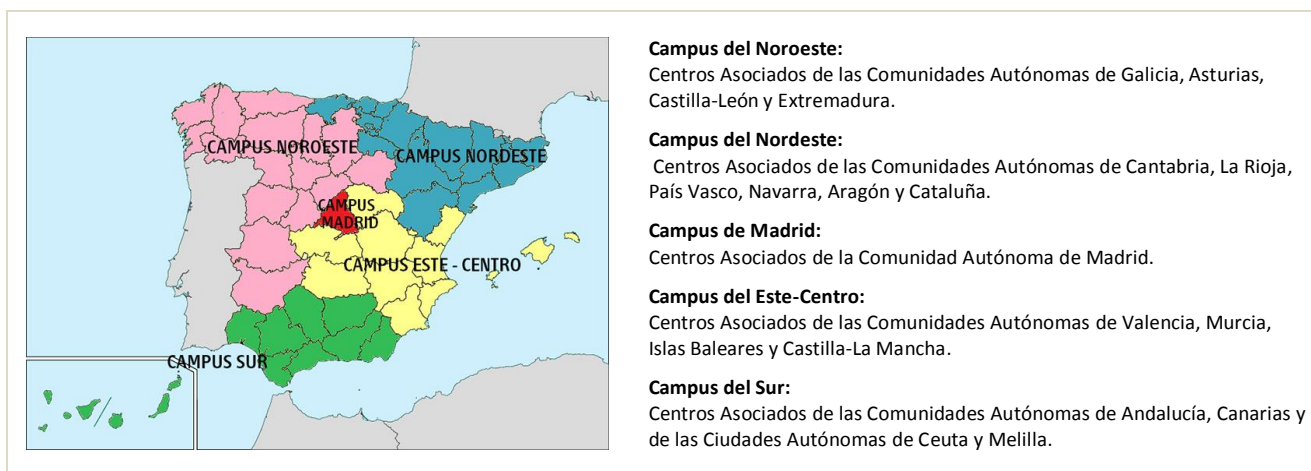 CAMPUS NOROESTE
CAMPUS NORDESTE
CAMPUS
MADRID
CAMPUS ESTE - CENTRO
CAMPUS SUR
Campus del Noroeste:
Centros Asociados de las Comunidades Autónomas de Galicia, Asturias,
Castilla-León y Extremadura.
Campus del Nordeste:
Centros Asociados de las Comunidades Autónomas de Cantabria, La Rioja,
País Vasco, Navarra, Aragón y Cataluña.
Campus de Madrid:
Centros Asociados de la Comunidad Autónoma de Madrid.
Campus del Este-Centro:
Centros Asociados de las Comunidades Autónomas de Valencia, Murcia,
Islas Baleares y Castilla-La Mancha.
Campus del Sur:
Centros Asociados de las Comunidades Autónomas de Andalucía, Canarias y
de las Ciudades Autónomas de Ceuta y Melilla.